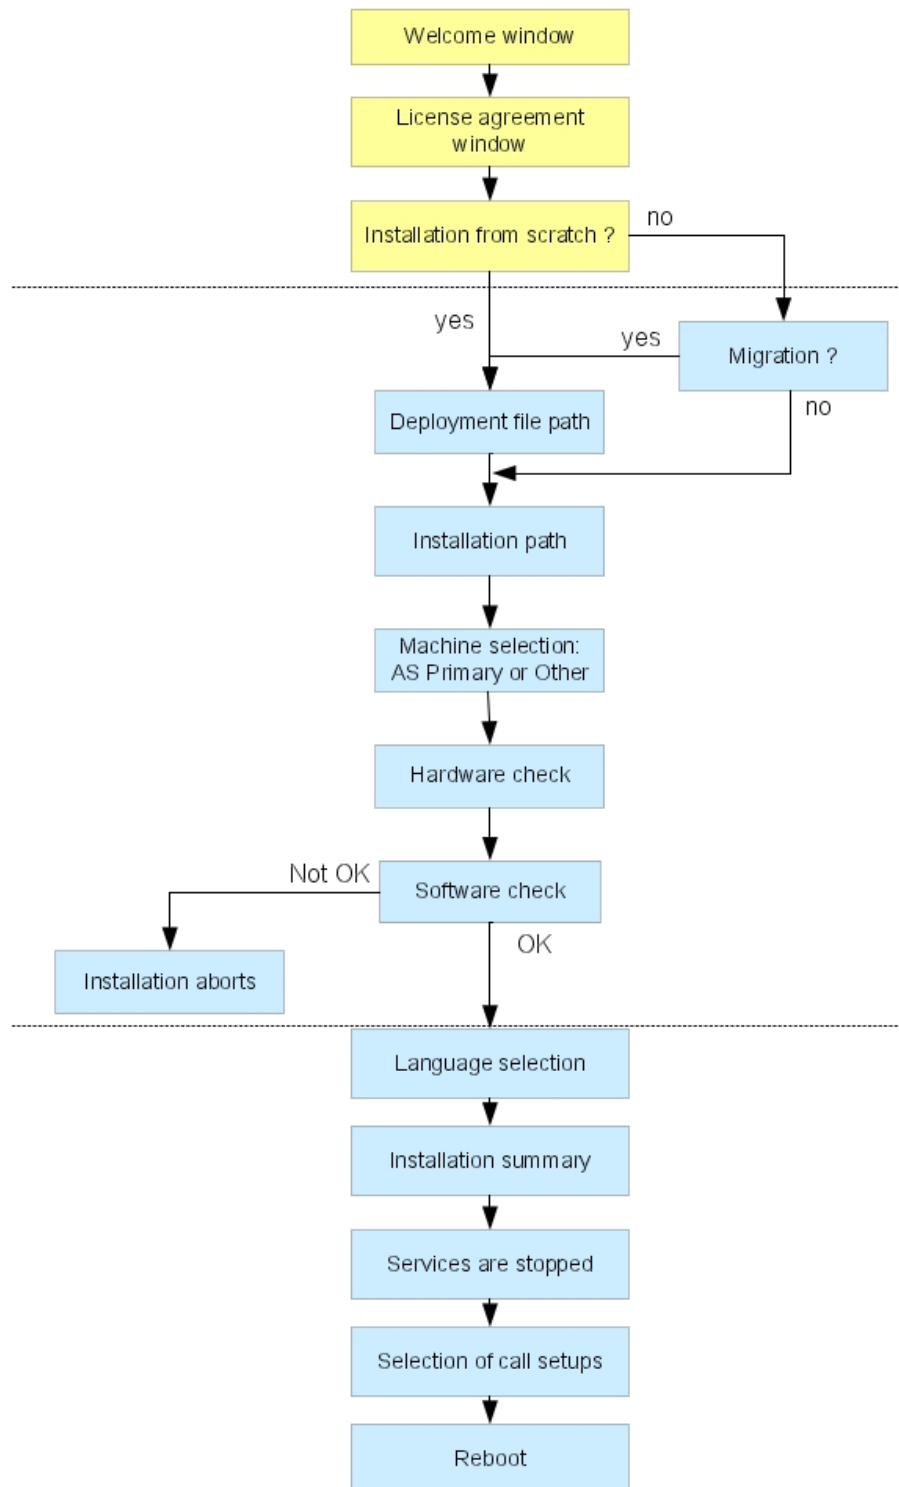 Welcome window
License agreement
window
Installation from scratch ?
no
yes
yes
Migration ?
no
Deployment file path
Installation path
Machine selection:
AS Primary or Other
Hardware check
Not OK
Software check
OK
Installation aborts
Language selection
Installation summary
Services are stopped
Selection of call setups
Reboot